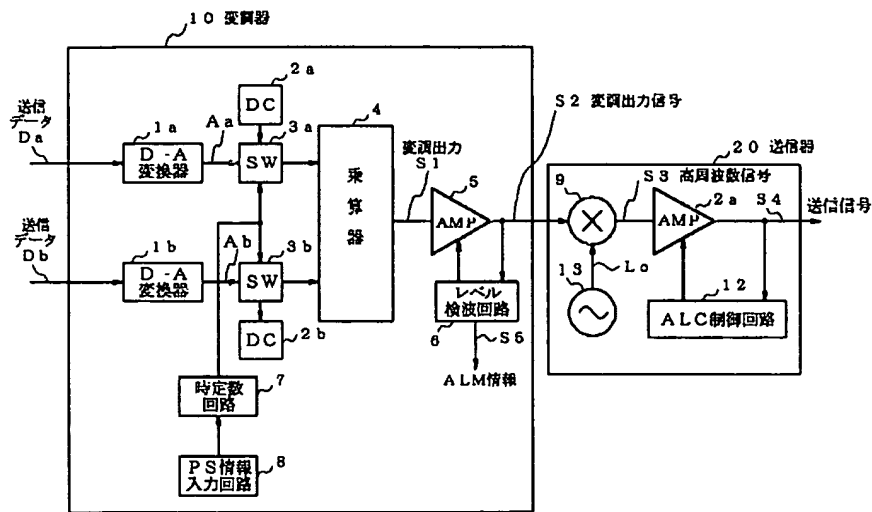 10 変調器
2a
DC
送信
データ
Da
1a
Aa
3a
4
D-A
変換器
SW
乗算器
変調出力
S1
5
AMP
S2 変調出力信号
20 送信器
9
S3 高周波数信号
2a
AMP
S4
送信信号
送信
データ
Db
1b
Ab
3b
D-A
変換器
SW
DC
2b
レベル
検波回路
6
S5
ALM情報
13
Lo
12
ALC制御回路
時定数
回路
7
PS情報
入力回路
8